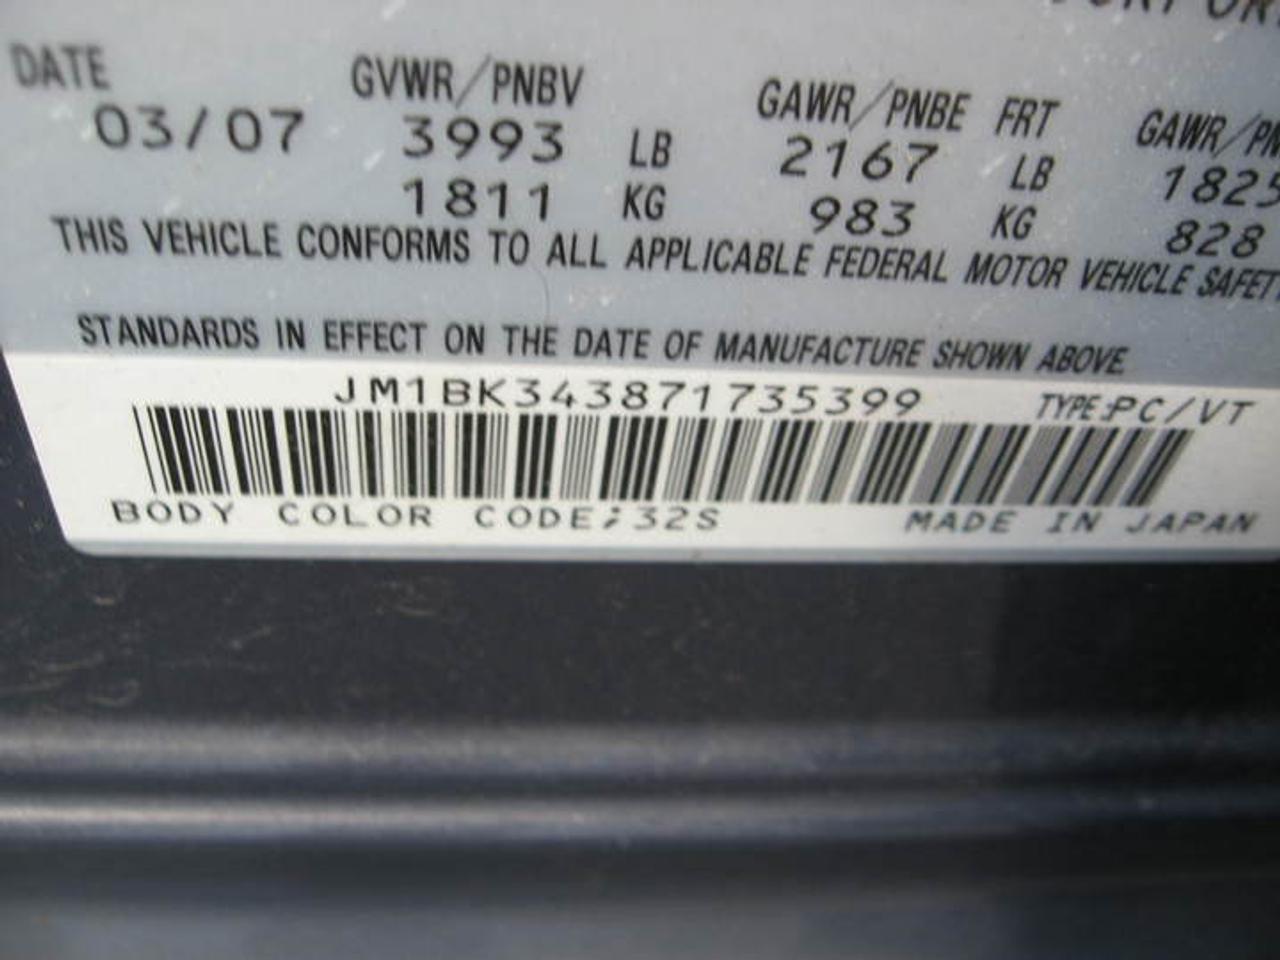 DATE GVWR/PNBV GAWR/PNBE FRT GAWR/PN
03/07 3993 LB 2167 LB 1825
1811 KG 983 KG 828
THIS VEHICLE CONFORMS TO ALL APPLICABLE FEDERAL MOTOR VEHICLE SAFETY
STANDARDS IN EFFECT ON THE DATE OF MANUFACTURE SHOWN ABOVE.
JM1BK343871735399 TYPE:PC/VT
BODY COLOR CODE;32S MADE IN JAPAN